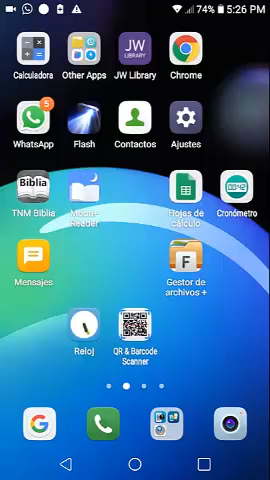 74% 5:26 PM
JW
LIBRARY
Calculadora Other Apps JW Library Chrome
5
WhatsApp Flash Contactos Ajustes
Biblia
00:42
TNM Biblia Mobile Reader Hojas de cálculo Cronómetro
F
Mensajes Gestor de archivos +
Reloj QR & Barcode Scanner
G